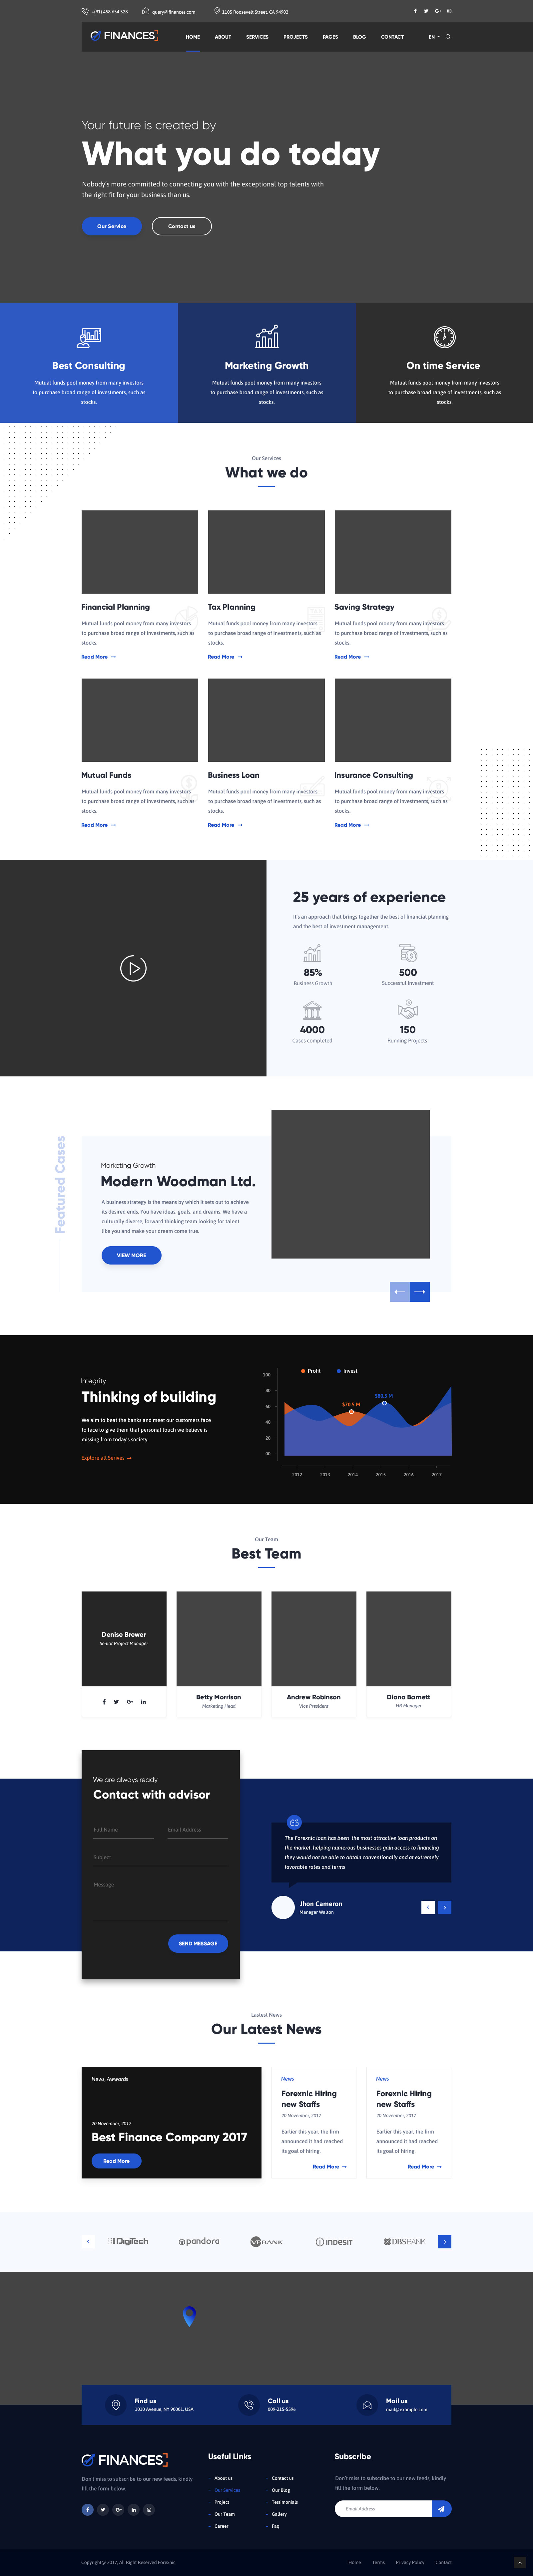 +(91) 458 654 528
query@finances.com
1105 Roosevelt Street, CA 94903
FINANCES
HOME
ABOUT
SERVICES
PROJECTS
PAGES
BLOG
CONTACT
EN
Your future is created by
What you do today
Nobody's more committed to connecting you with the exceptional top talents with
the right fit for your business than us.
Our Service
Contact us
Best Consulting
Mutual funds pool money from many investors
to purchase broad range of investments, such as
stocks.
Marketing Growth
Mutual funds pool money from many investors
to purchase broad range of investments, such as
stocks.
On time Service
Mutual funds pool money from many investors
to purchase broad range of investments, such as
stocks.
Our Services
What we do
Financial Planning
Mutual funds pool money from many investors
to purchase broad range of investments, such as
stocks.
Read More
Tax Planning
Mutual funds pool money from many investors
to purchase broad range of investments, such as
stocks.
Read More
Saving Strategy
Mutual funds pool money from many investors
to purchase broad range of investments, such as
stocks.
Read More
Mutual Funds
Mutual funds pool money from many investors
to purchase broad range of investments, such as
stocks.
Read More
Business Loan
Mutual funds pool money from many investors
to purchase broad range of investments, such as
stocks.
Read More
Insurance Consulting
Mutual funds pool money from many investors
to purchase broad range of investments, such as
stocks.
Read More
25 years of experience
It's an approach that brings together the best of financial planning
and the best of investment management.
85%
Business Growth
500
Successful Investment
4000
Cases completed
150
Running Projects
Featured Cases
Marketing Growth
Modern Woodman Ltd.
A business strategy is the means by which it sets out to achieve
its desired ends. You have ideas, goals, and dreams. We have a
culturally diverse, forward thinking team looking for talent
like you and make your dream come true.
VIEW MORE
Integrity
Thinking of building
We aim to beat the banks and meet our customers face
to face to give them that personal touch we believe is
missing from today's society.
Explore all Serives
Profit
Invest
100
80
60
40
20
00
$70.5 M
$80.5 M
2012
2013
2014
2015
2016
2017
Our Team
Best Team
Denise Brewer
Senior Project Manager
Betty Morrison
Marketing Head
Andrew Robinson
Vice President
Diana Barnett
HR Manager
We are always ready
Contact with advisor
Full Name
Email Address
Subject
Message
SEND MESSAGE
The Forexnic loan has been the most attractive loan products on
the market, helping numerous businesses gain access to financing
they would not be able to obtain conventionally and at extremely
favorable rates and terms
Jhon Cameron
Maneger Walton
Lastest News
Our Latest News
News, Awwards
20 November, 2017
Best Finance Company 2017
Read More
News
Forexnic Hiring
new Staffs
20 November, 2017
Earlier this year, the firm
announced it had reached
its goal of hiring.
Read More
News
Forexnic Hiring
new Staffs
20 November, 2017
Earlier this year, the firm
announced it had reached
its goal of hiring.
Read More
DigiTech
pandora
VP BANK
INDESIT
DBS BANK
Find us
1010 Avenue, NY 90001, USA
Call us
009-215-5596
Mail us
mail@example.com
FINANCES
Don't miss to subscribe to our new feeds, kindly
fill the form below.
Useful Links
About us
Our Services
Project
Our Team
Career
Contact us
Our Blog
Testimonials
Gallery
Faq
Subscribe
Don't miss to subscribe to our new feeds, kindly
fill the form below.
Email Address
Copyright@ 2017, All Right Reserved Forexnic
Home
Terms
Privacy Policy
Contact